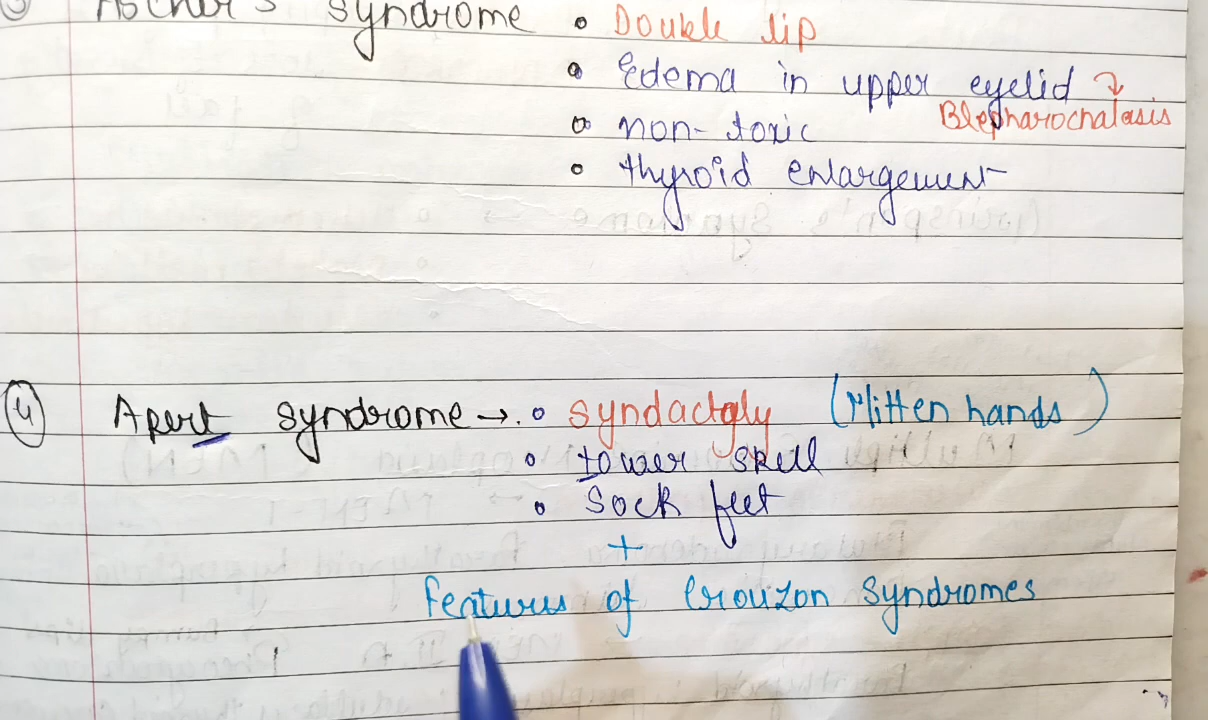 syndrome • Double lip
• Edema in upper eyelid ↴
Blepharochalasis
• non-toxic
• thyroid enlargement
④ Apert syndrome →. • syndactyly (Mitten hands)
• tower skull
• Sock feet
+
features of Crouzon syndromes